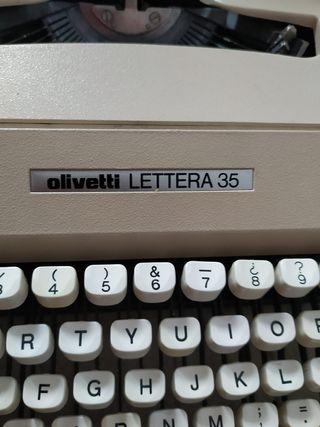 olivetti LETTERA 35
( ) & — ¿ ?
4 5 6 7 8 9
R T Y U I O
F G H J K L